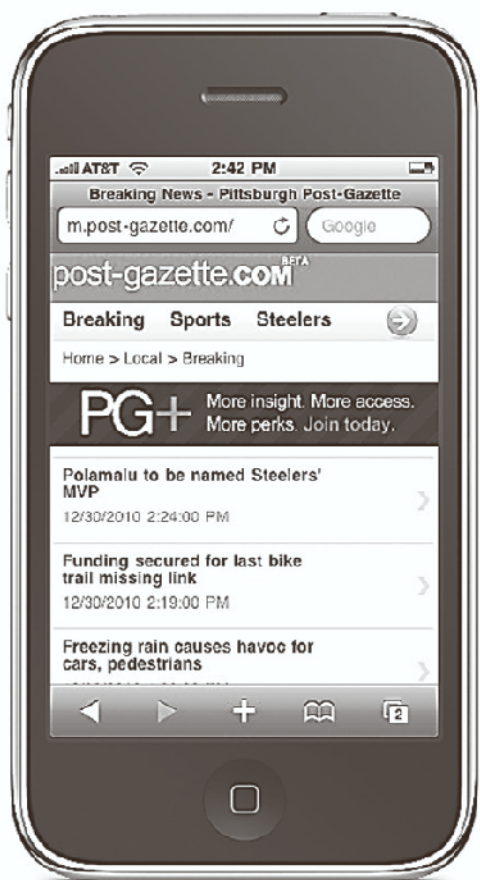 AT&T 2:42 PM
Breaking News - Pittsburgh Post-Gazette
m.post-gazette.com/ Google
post-gazette.COM BETA
Breaking Sports Steelers
Home > Local > Breaking
PG+ More insight. More access.
More perks. Join today.
Polamalu to be named Steelers'
MVP
12/30/2010 2:24:00 PM
Funding secured for last bike
trail missing link
12/30/2010 2:19:00 PM
Freezing rain causes havoc for
cars, pedestrians
2